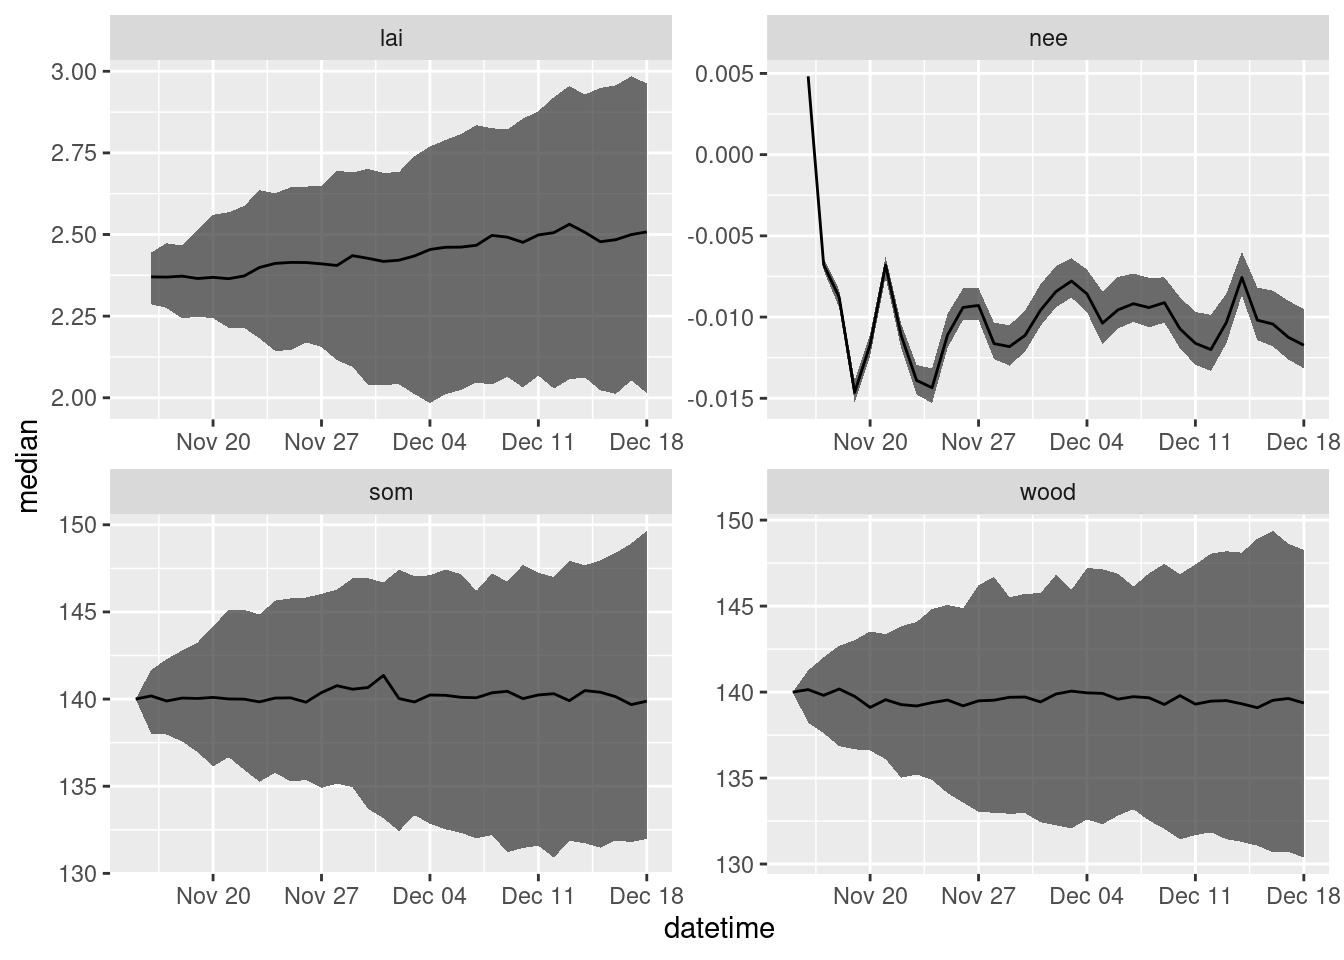 lai
3.00
2.75
2.50
2.25
2.00
Nov 20 Nov 27 Dec 04 Dec 11 Dec 18
nee
0.005
0.000
-0.005
-0.010
-0.015
Nov 20 Nov 27 Dec 04 Dec 11 Dec 18
median
som
150
145
140
135
130
Nov 20 Nov 27 Dec 04 Dec 11 Dec 18
wood
150
145
140
135
130
Nov 20 Nov 27 Dec 04 Dec 11 Dec 18
datetime